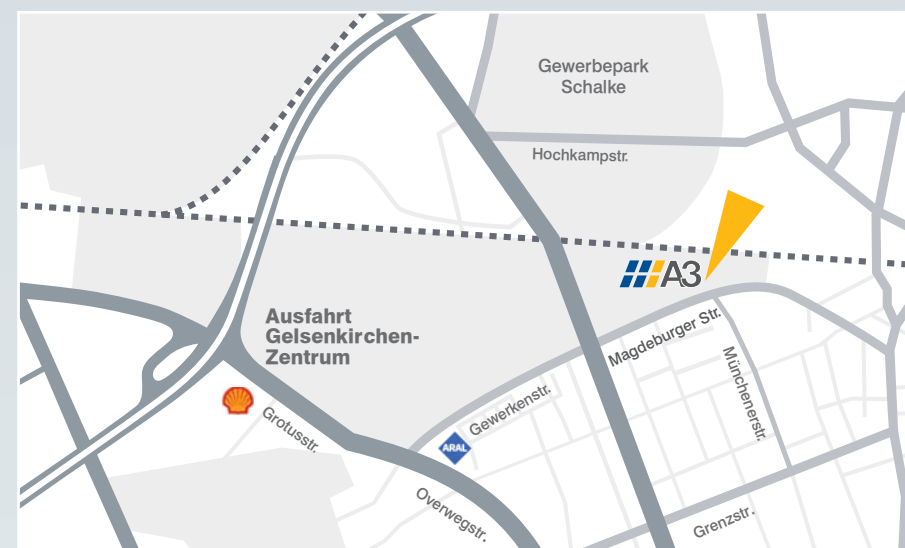 Gewerbepark
Schalke
Hochkampstr.
A3
Ausfahrt
Gelsenkirchen-
Zentrum
Magdeburger Str.
Münchenerstr.
Grotusstr.
Gewerkenstr.
ARAL
Overwegstr.
Grenzstr.